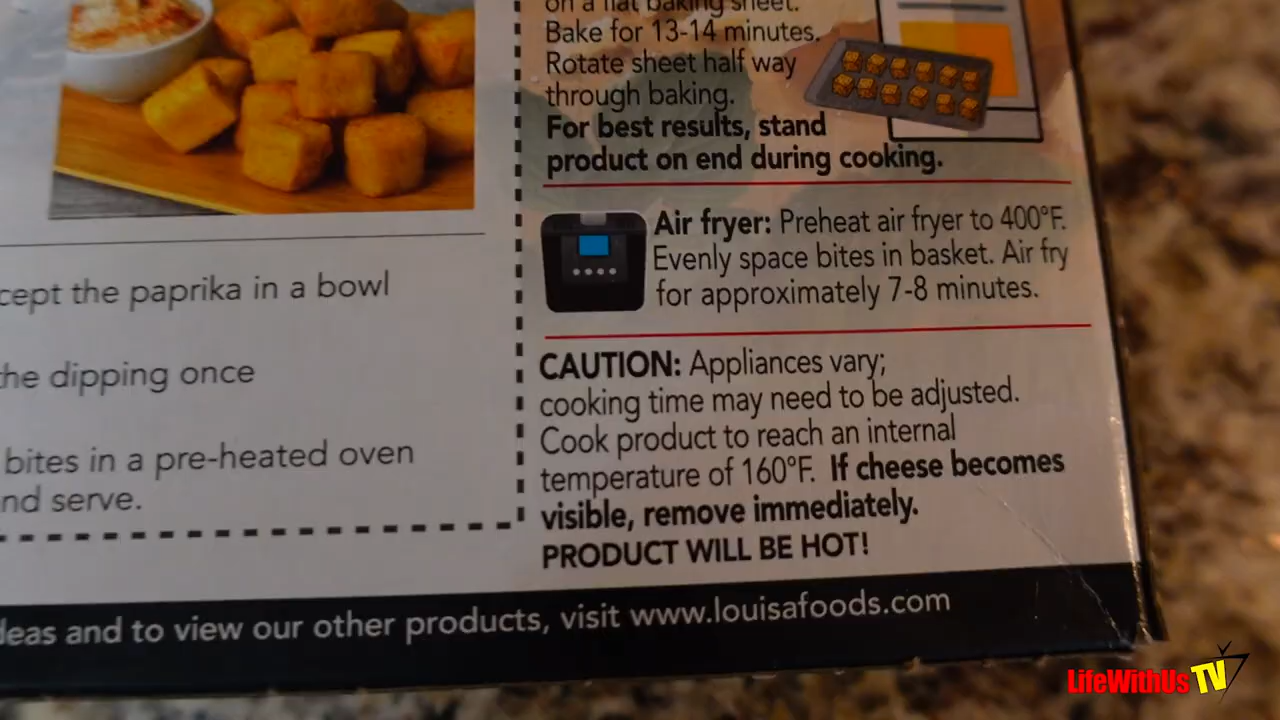 on a flat baking sheet.
Bake for 13-14 minutes.
Rotate sheet half way
through baking.
For best results, stand
product on end during cooking.
Air fryer: Preheat air fryer to 400°F.
Evenly space bites in basket. Air fry
for approximately 7-8 minutes.
CAUTION: Appliances vary;
cooking time may need to be adjusted.
Cook product to reach an internal
temperature of 160°F. If cheese becomes
visible, remove immediately.
PRODUCT WILL BE HOT!
cept the paprika in a bowl
the dipping once
bites in a pre-heated oven
nd serve.
deas and to view our other products, visit www.louisafoods.com
LifeWithUs TV